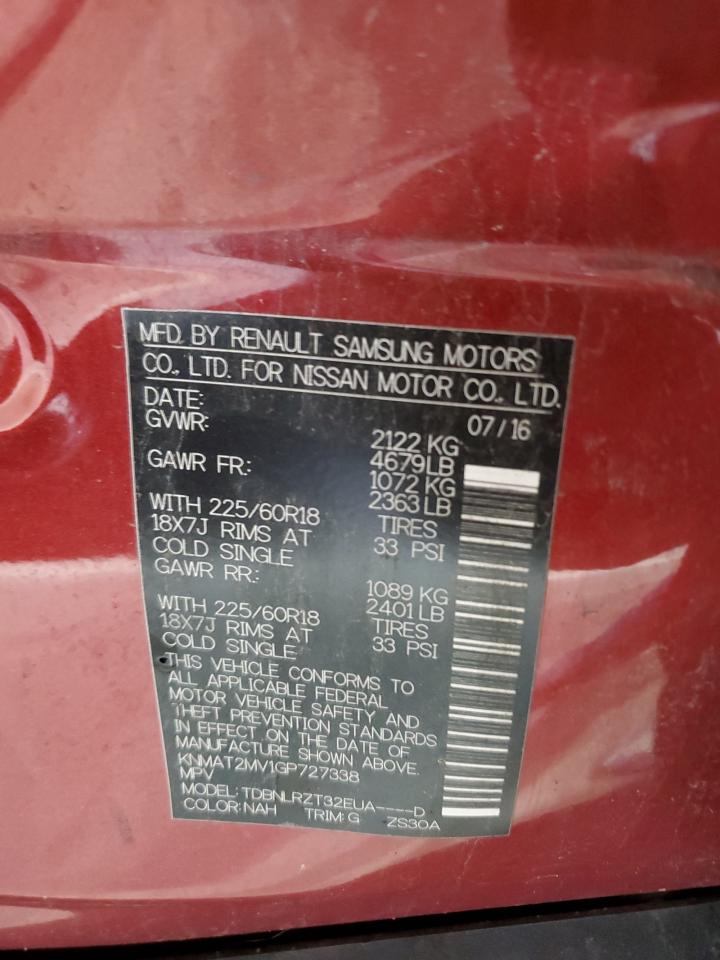 MFD. BY RENAULT SAMSUNG MOTORS
CO., LTD. FOR NISSAN MOTOR CO., LTD.
DATE: 07/16
GVWR: 2122 KG
4679LB
GAWR FR: 1072 KG
2363 LB
WITH 225/60R18 TIRES
18X7J RIMS AT 33 PSI
COLD SINGLE
GAWR RR: 1089 KG
2401 LB
WITH 225/60R18 TIRES
18X7J RIMS AT 33 PSI
COLD SINGLE
THIS VEHICLE CONFORMS TO
ALL APPLICABLE FEDERAL
MOTOR VEHICLE SAFETY AND
THEFT PREVENTION STANDARDS
IN EFFECT ON THE DATE OF
MANUFACTURE SHOWN ABOVE.
KNMAT2MV1GP727338
MPV
MODEL: TDBNLRZT32EUA----D
COLOR: NAH TRIM: G ZS30A